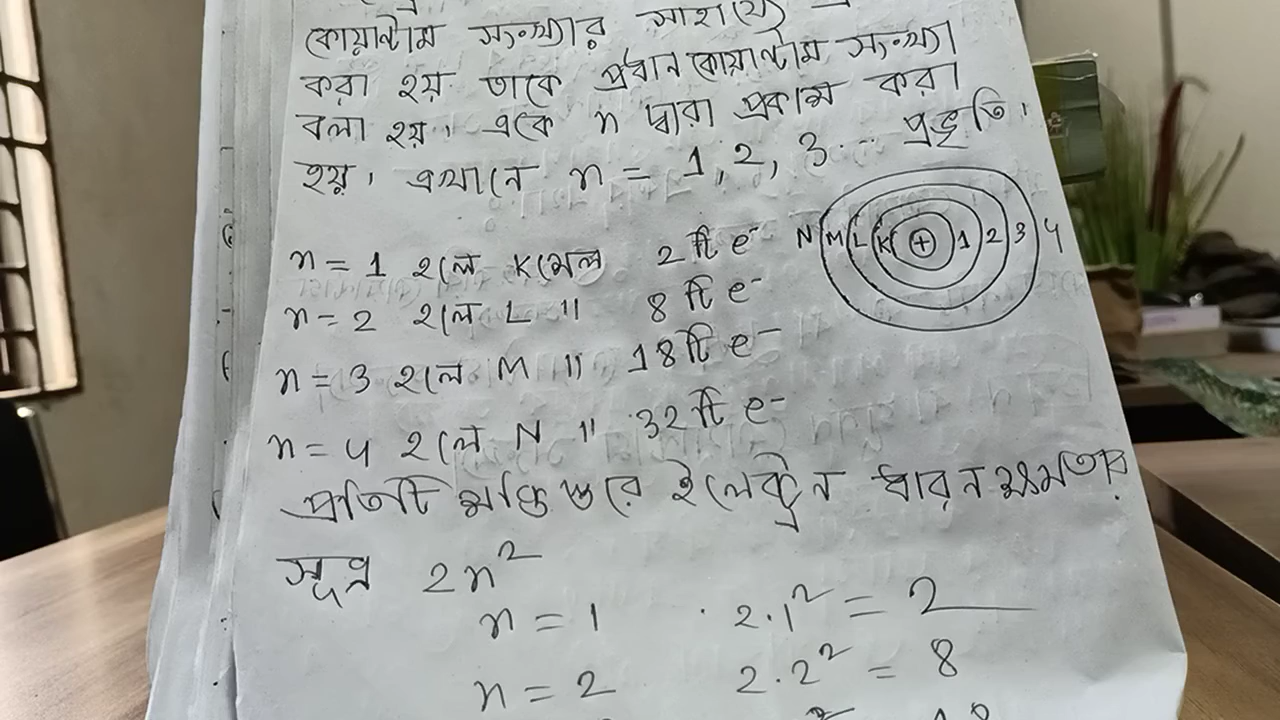 কোয়ান্টাম সংখ্যার সাহায্যে
করা হয় তাকে প্রধান কোয়ান্টাম সংখ্যা
বলা হয়। একে n দ্বারা প্রকাশ করা
হয়। এখানে n = 1, 2, 3... প্রভৃতি।
N M L K + 1 2 3 4
n = 1 হলে K শেল 2 টি e⁻
n = 2 হলে L 〃 8 টি e⁻
n = 3 হলে M 〃 18 টি e⁻
n = 4 হলে N 〃 32 টি e⁻
প্রতিটি শক্তিস্তরে ইলেক্ট্রন ধারন ক্ষমতার
সূত্র 2n²
n = 1 2.1² = 2
n = 2 2.2² = 8